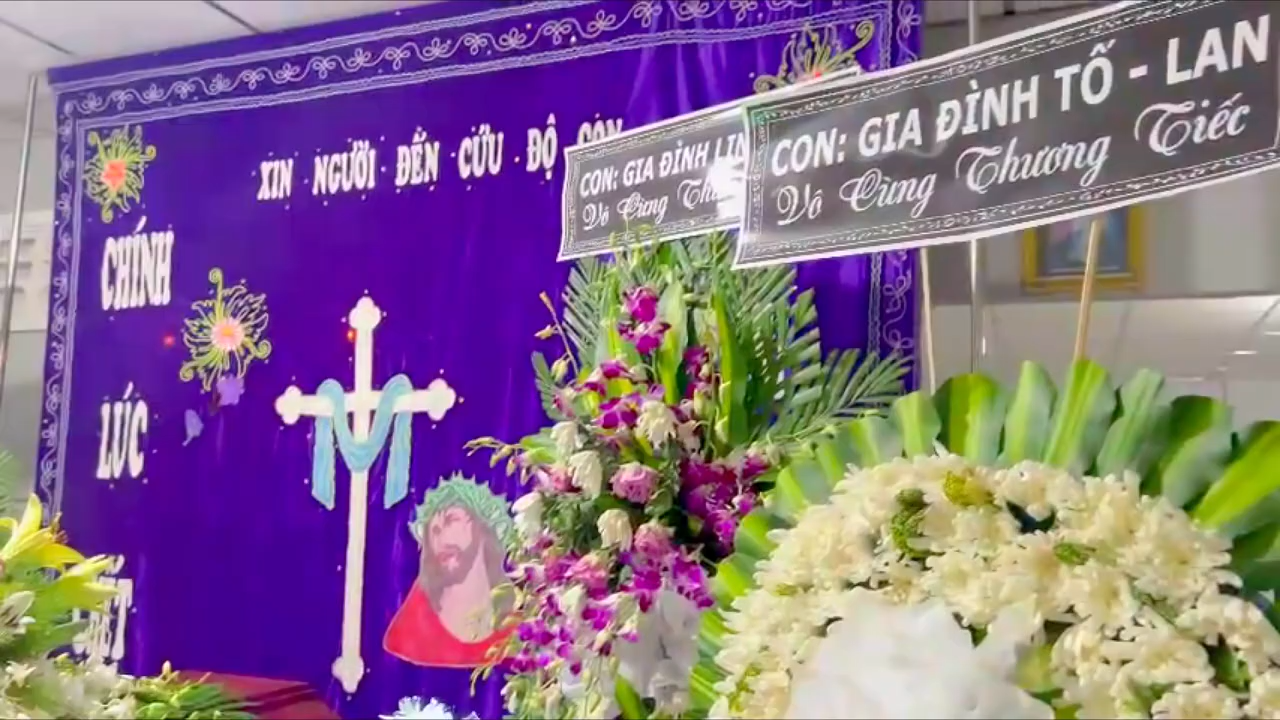 XIN NGƯỜI ĐẾN CỨU ĐỘ CON
CHÍNH
LÚC
CON: GIA ĐÌNH
Vô Cùng
CON: GIA ĐÌNH TỐ - LAN
Vô Cùng Thương Tiếc